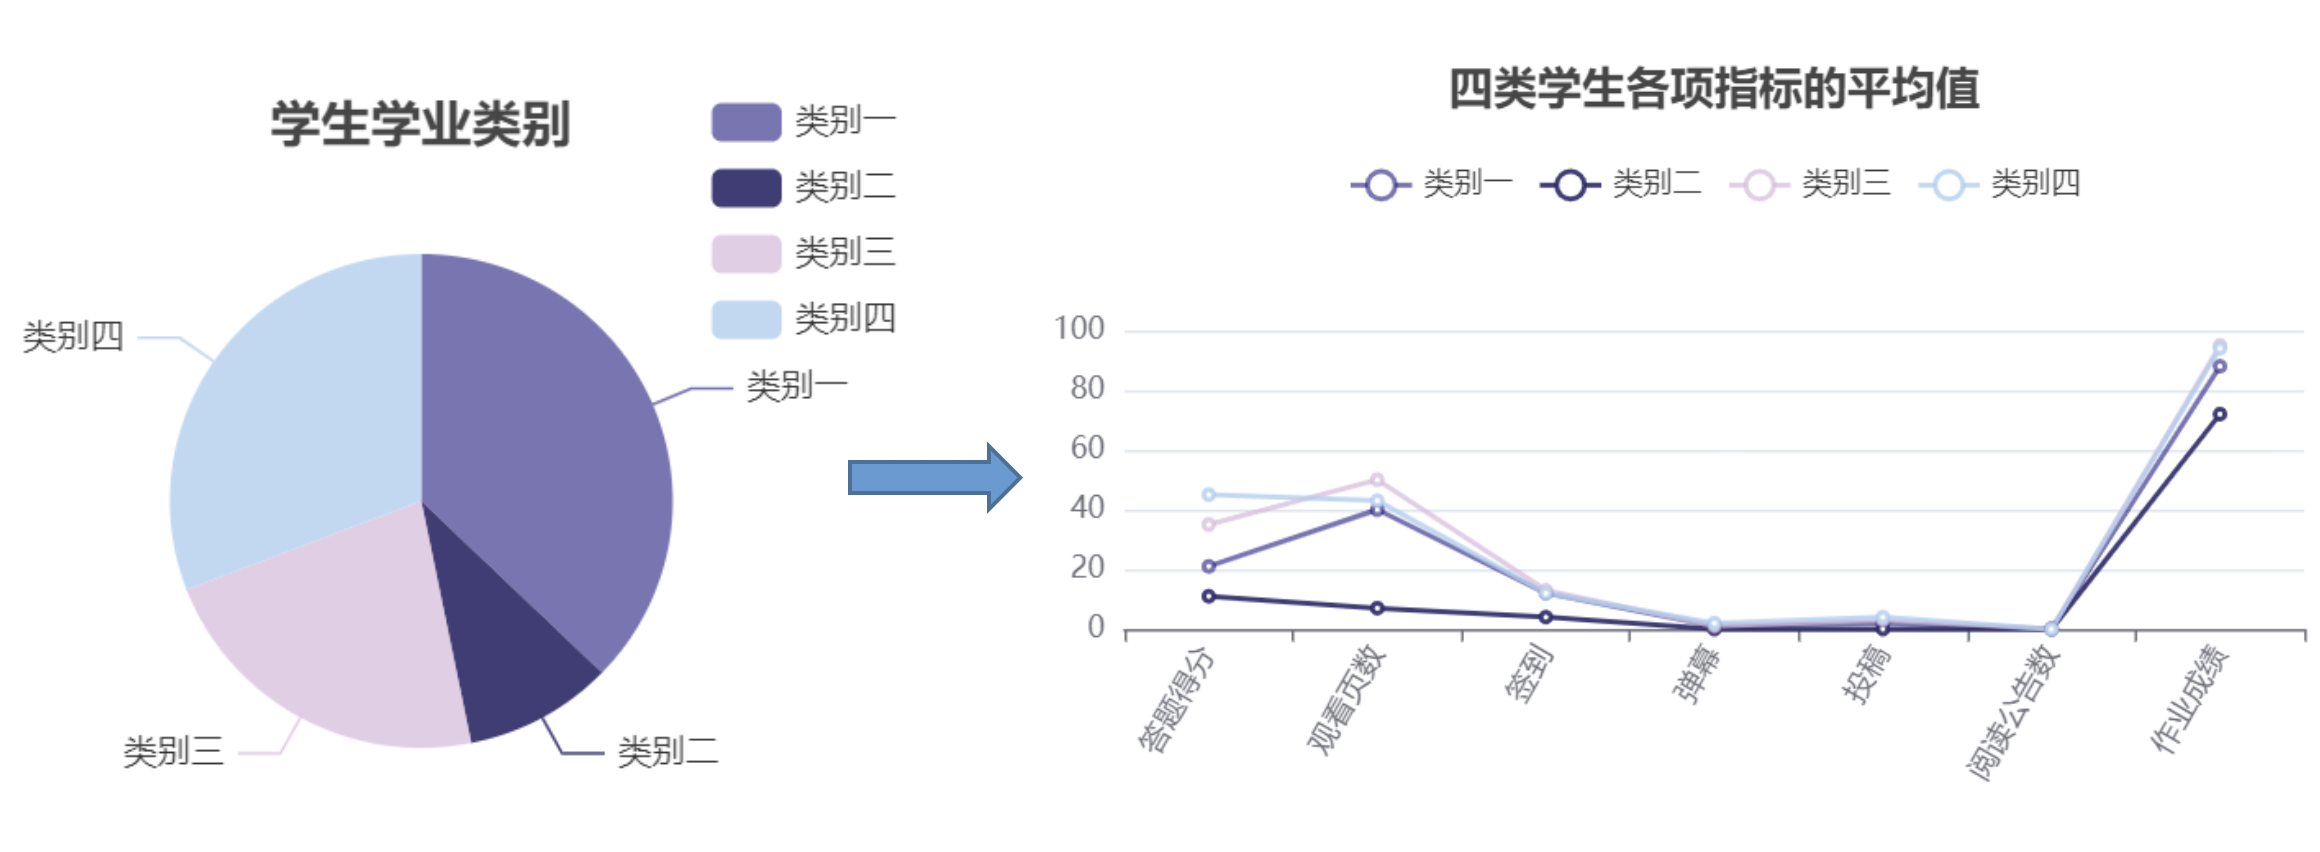 学生学业类别
类别一
类别二
类别三
类别四
类别四
类别一
类别三
类别二
四类学生各项指标的平均值
类别一 类别二 类别三 类别四
100
80
60
40
20
0
答题得分 观看页数 签到 弹幕 投稿 阅读公告数 作业成绩